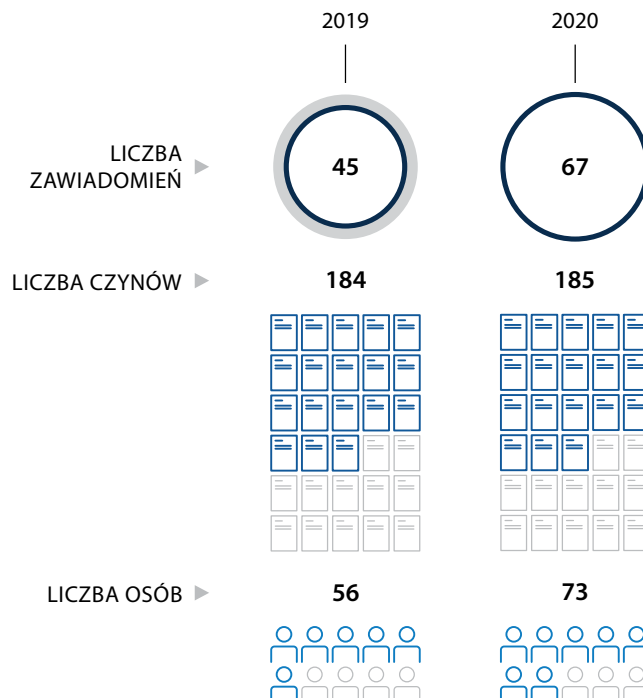 2019 2020
LICZBA
ZAWIADOMIEŃ
45 67
LICZBA CZYNÓW 184 185
LICZBA OSÓB 56 73